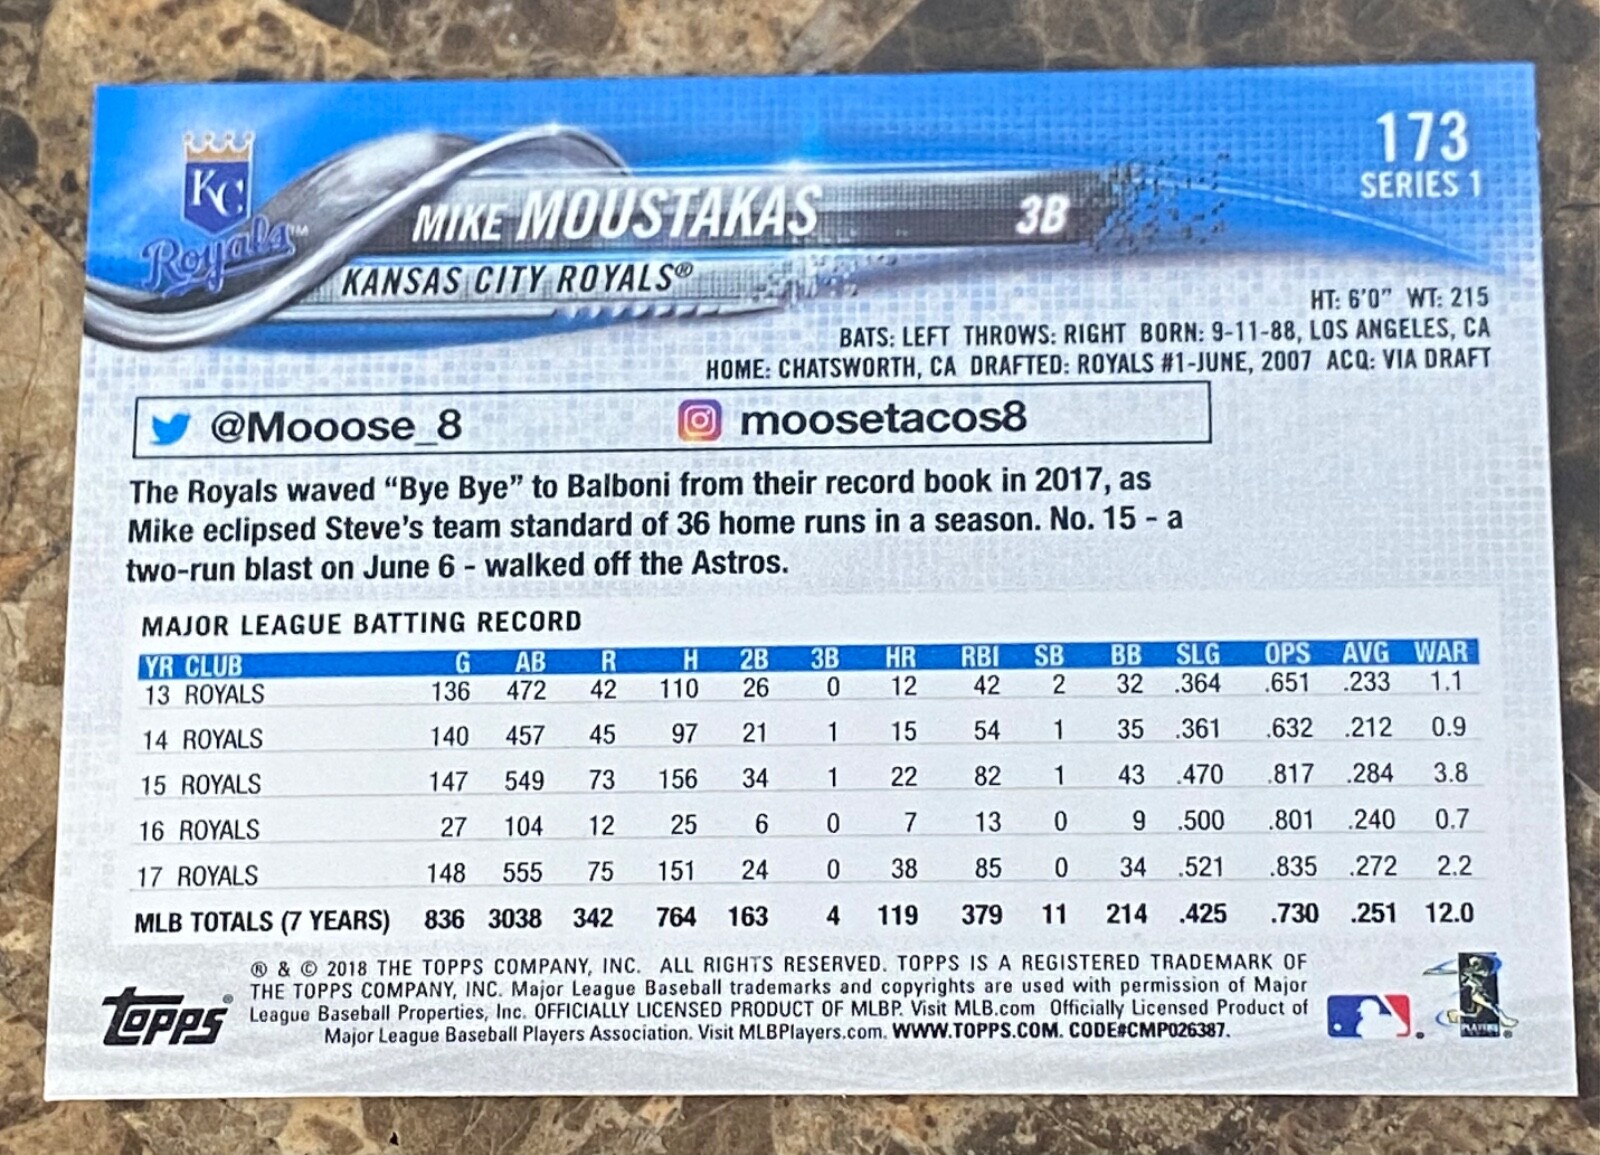 KC
Royals™
173
SERIES 1
MIKE MOUSTAKAS 3B
KANSAS CITY ROYALS®
HT: 6'0" WT: 215
BATS: LEFT THROWS: RIGHT BORN: 9-11-88, LOS ANGELES, CA
HOME: CHATSWORTH, CA DRAFTED: ROYALS #1-JUNE, 2007 ACQ: VIA DRAFT
@Mooose_8 moosetacos8
The Royals waved “Bye Bye” to Balboni from their record book in 2017, as
Mike eclipsed Steve’s team standard of 36 home runs in a season. No. 15 - a
two-run blast on June 6 - walked off the Astros.
MAJOR LEAGUE BATTING RECORD
YR CLUB G AB R H 2B 3B HR RBI SB BB SLG OPS AVG WAR
13 ROYALS 136 472 42 110 26 0 12 42 2 32 .364 .651 .233 1.1
14 ROYALS 140 457 45 97 21 1 15 54 1 35 .361 .632 .212 0.9
15 ROYALS 147 549 73 156 34 1 22 82 1 43 .470 .817 .284 3.8
16 ROYALS 27 104 12 25 6 0 7 13 0 9 .500 .801 .240 0.7
17 ROYALS 148 555 75 151 24 0 38 85 0 34 .521 .835 .272 2.2
MLB TOTALS (7 YEARS) 836 3038 342 764 163 4 119 379 11 214 .425 .730 .251 12.0
® & © 2018 THE TOPPS COMPANY, INC. ALL RIGHTS RESERVED. TOPPS IS A REGISTERED TRADEMARK OF
THE TOPPS COMPANY, INC. Major League Baseball trademarks and copyrights are used with permission of Major
League Baseball Properties, Inc. OFFICIALLY LICENSED PRODUCT OF MLBP. Visit MLB.com Officially Licensed Product of
Major League Baseball Players Association. Visit MLBPlayers.com. WWW.TOPPS.COM. CODE#CMP026387.
Topps®
PLAYERS